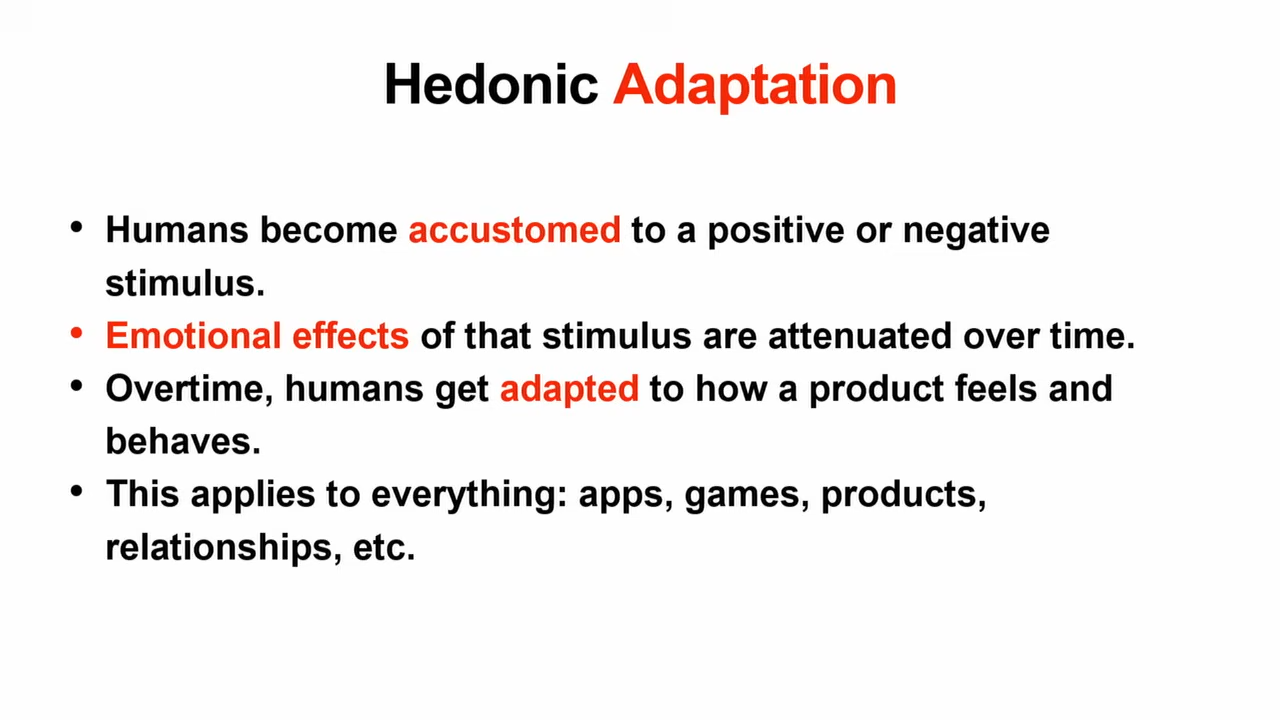 Hedonic Adaptation
• Humans become accustomed to a positive or negative
stimulus.
• Emotional effects of that stimulus are attenuated over time.
• Overtime, humans get adapted to how a product feels and
behaves.
• This applies to everything: apps, games, products,
relationships, etc.